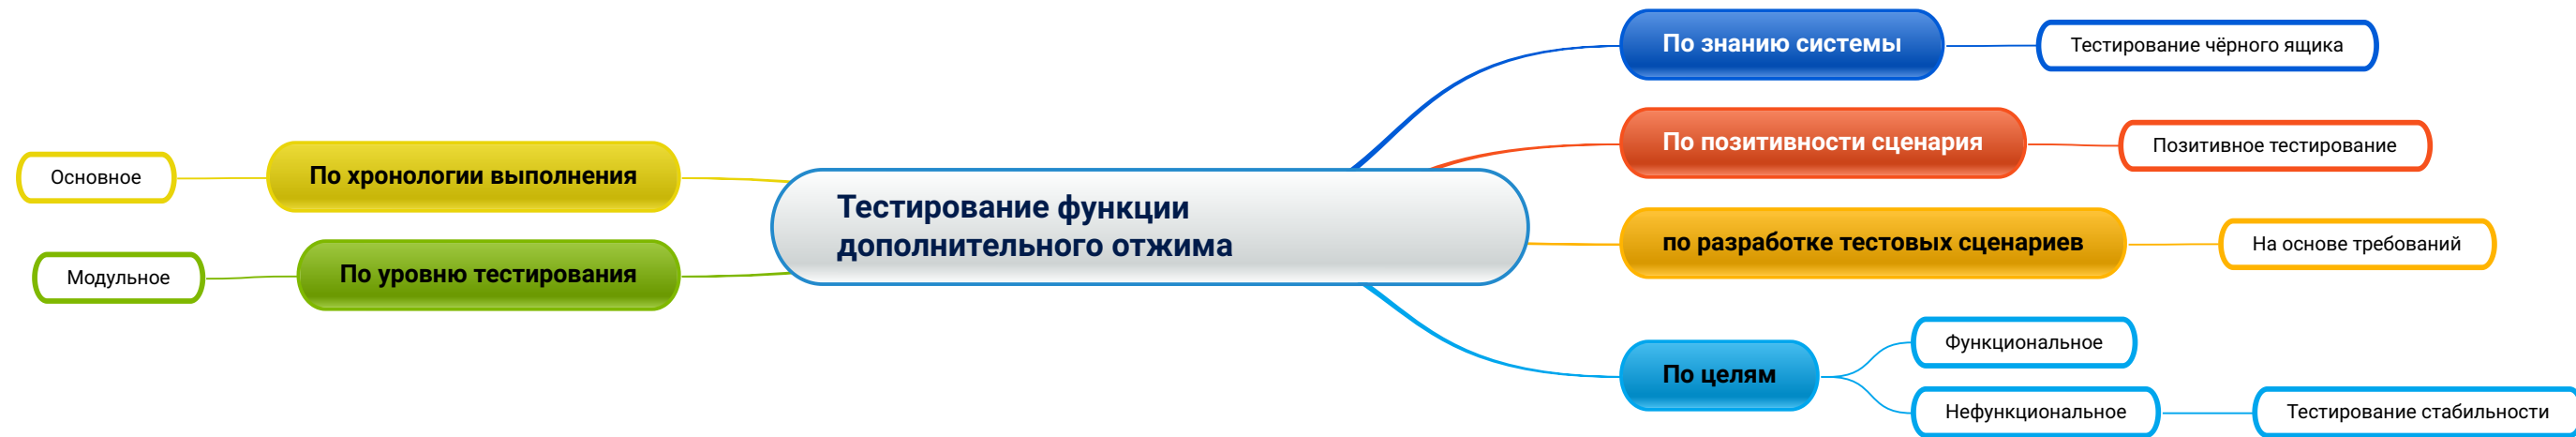 По знанию системы
Тестирование чёрного ящика
По позитивности сценария
Позитивное тестирование
Основное
По хронологии выполнения
Тестирование функции
дополнительного отжима
по разработке тестовых сценариев
На основе требований
Модульное
По уровню тестирования
По целям
Функциональное
Нефункциональное
Тестирование стабильности